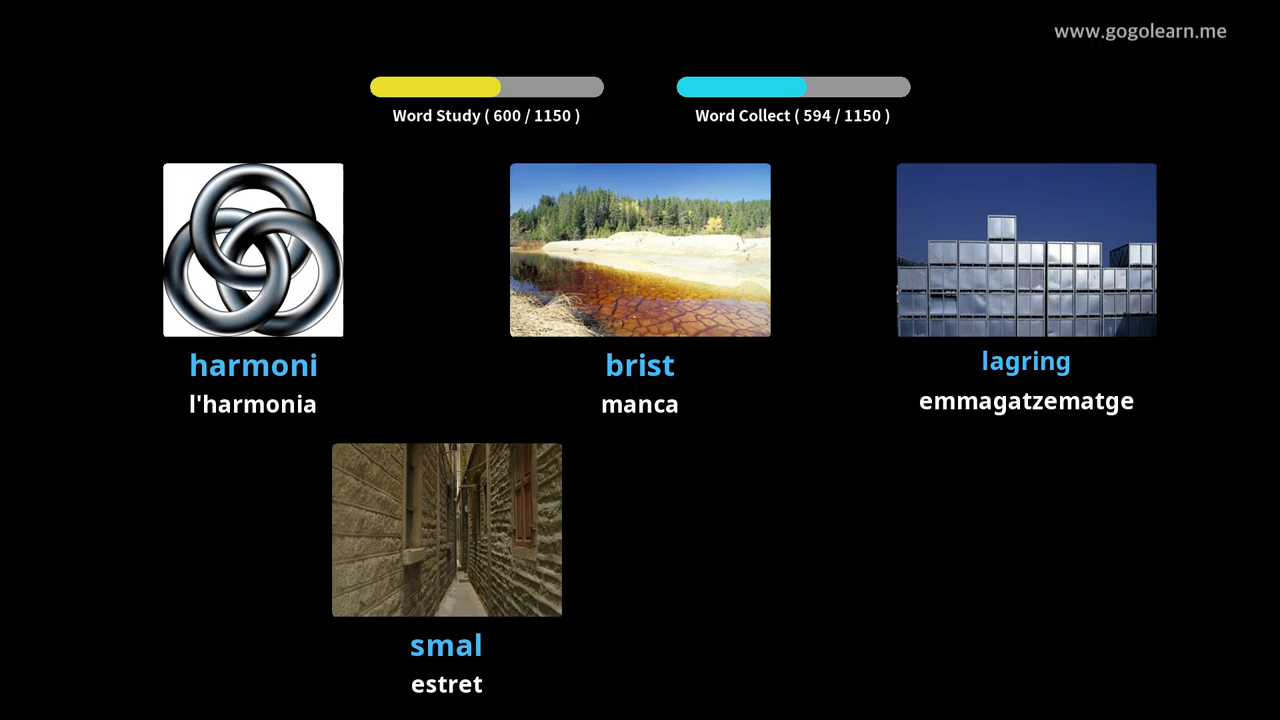 www.gogolearn.me
Word Study ( 600 / 1150 )
Word Collect ( 594 / 1150 )
harmoni
l'harmonia
brist
manca
lagring
emmagatzematge
smal
estret